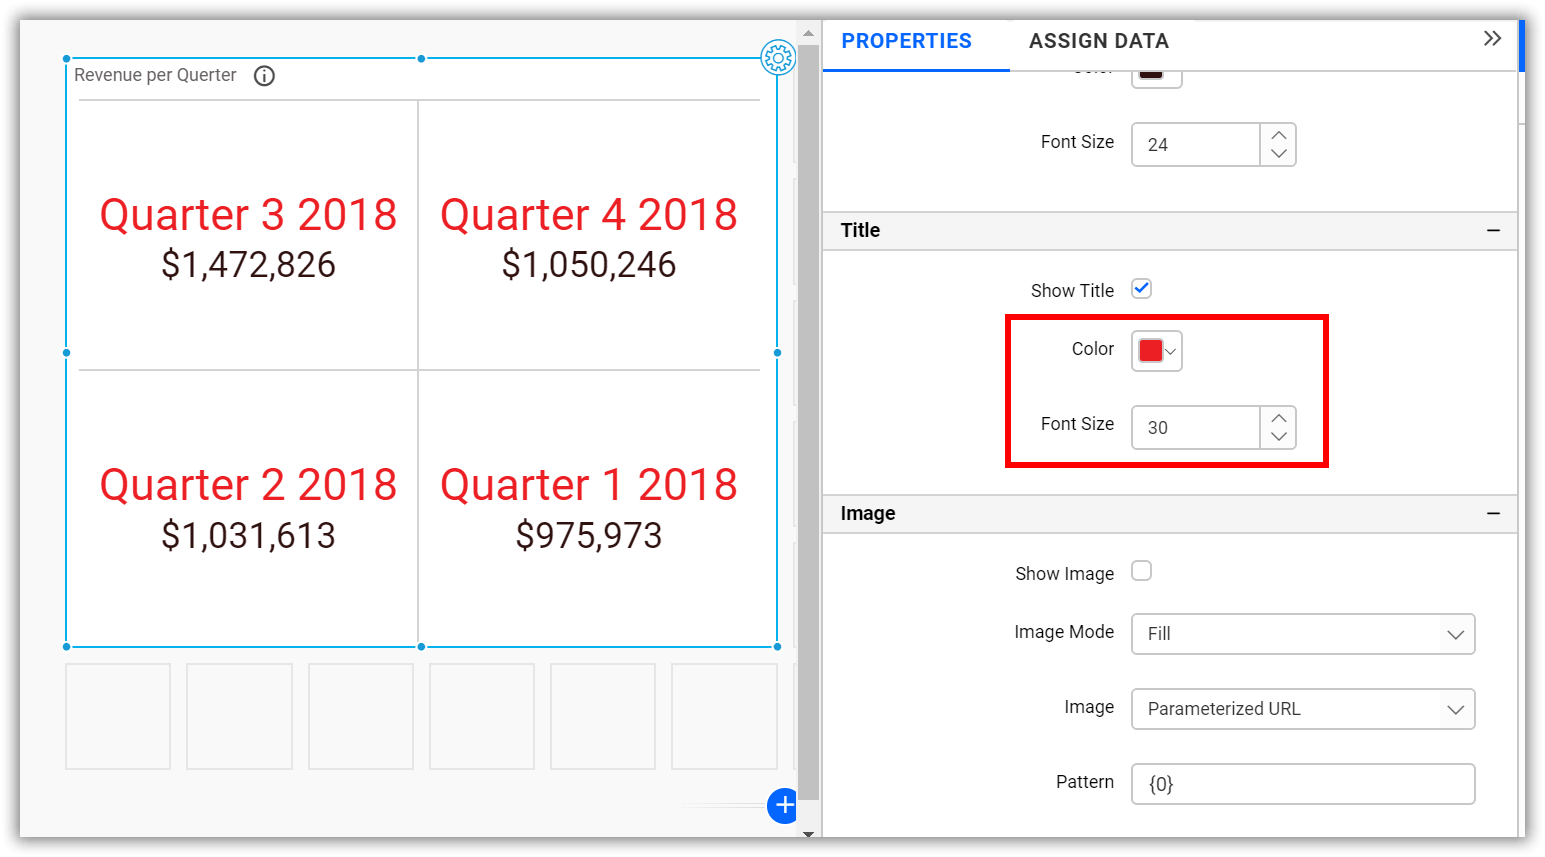 Revenue per Querter
Quarter 3 2018
$1,472,826
Quarter 4 2018
$1,050,246
Quarter 2 2018
$1,031,613
Quarter 1 2018
$975,973
PROPERTIES
ASSIGN DATA
Color
Font Size
24
Title
Show Title
Color
Font Size
30
Image
Show Image
Image Mode
Fill
Image
Parameterized URL
Pattern
{0}